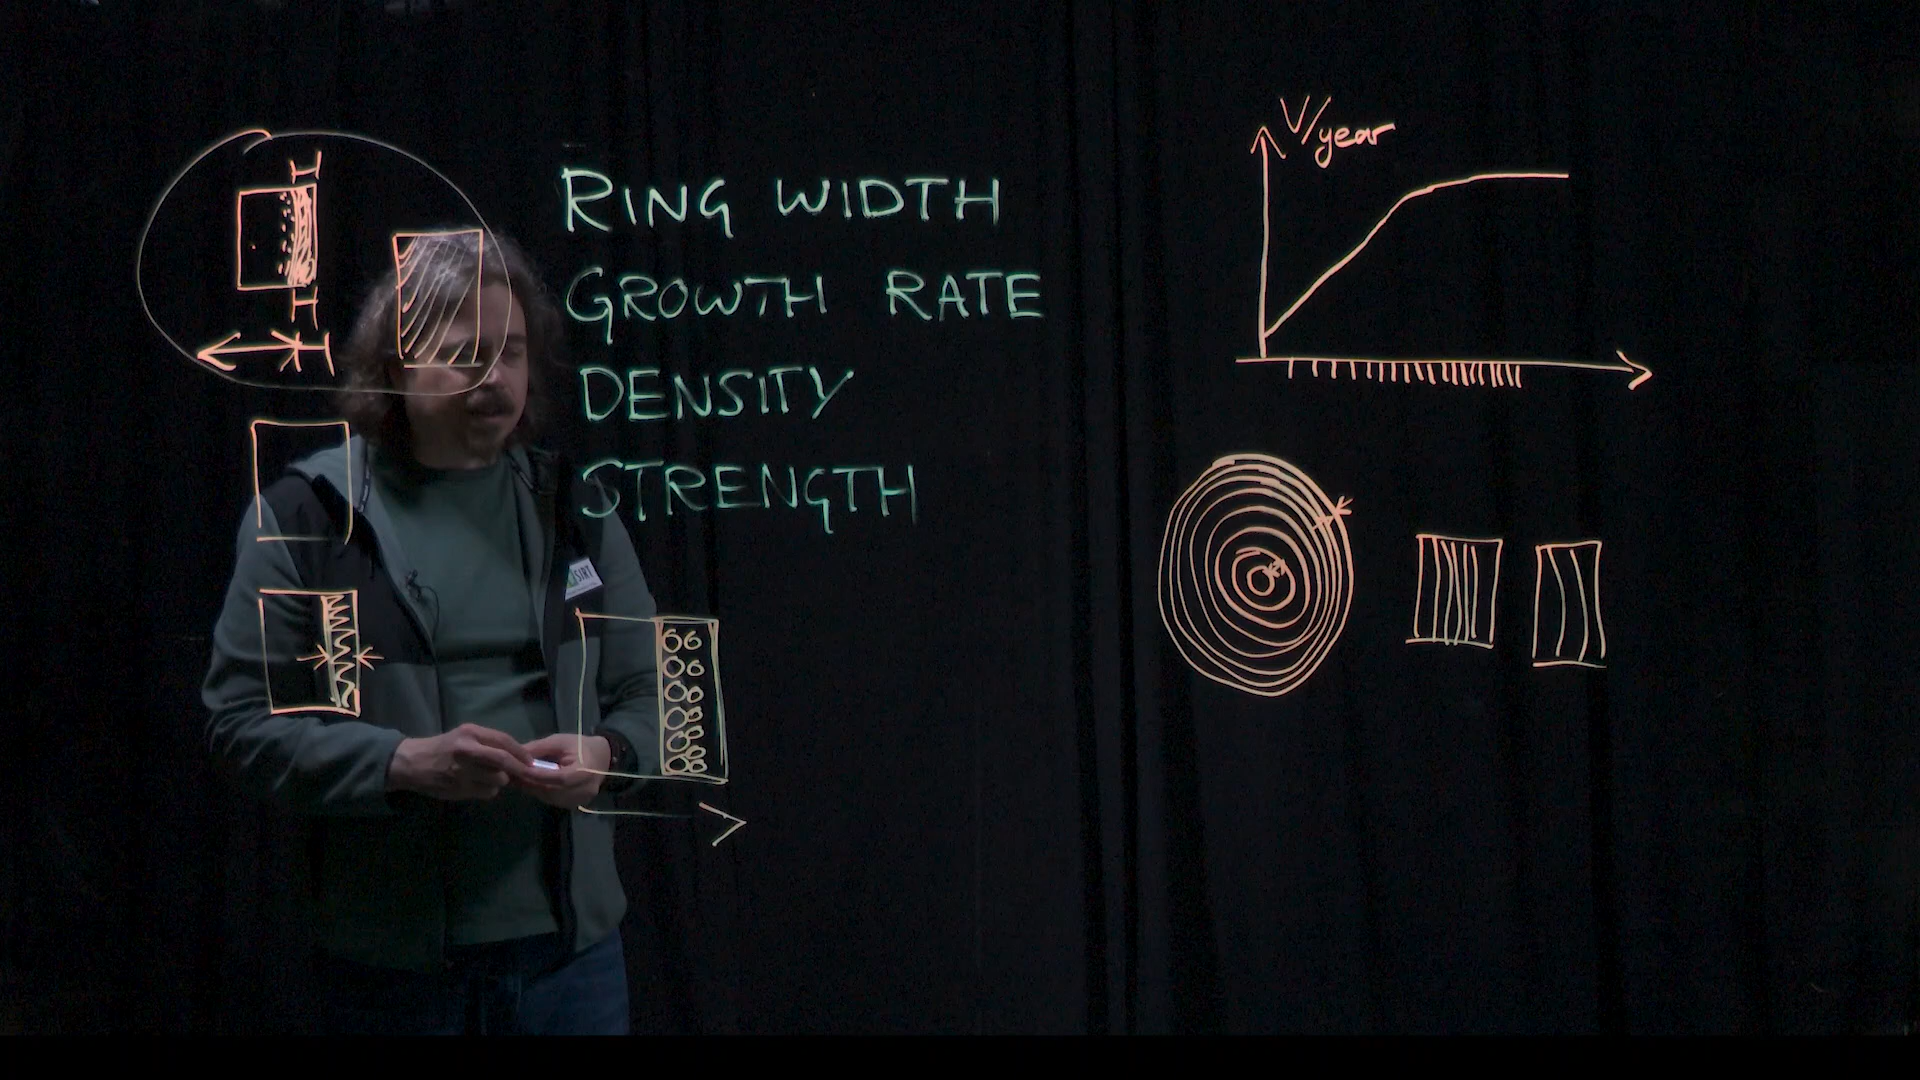 RING WIDTH
GROWTH RATE
DENSITY
STRENGTH
V/year